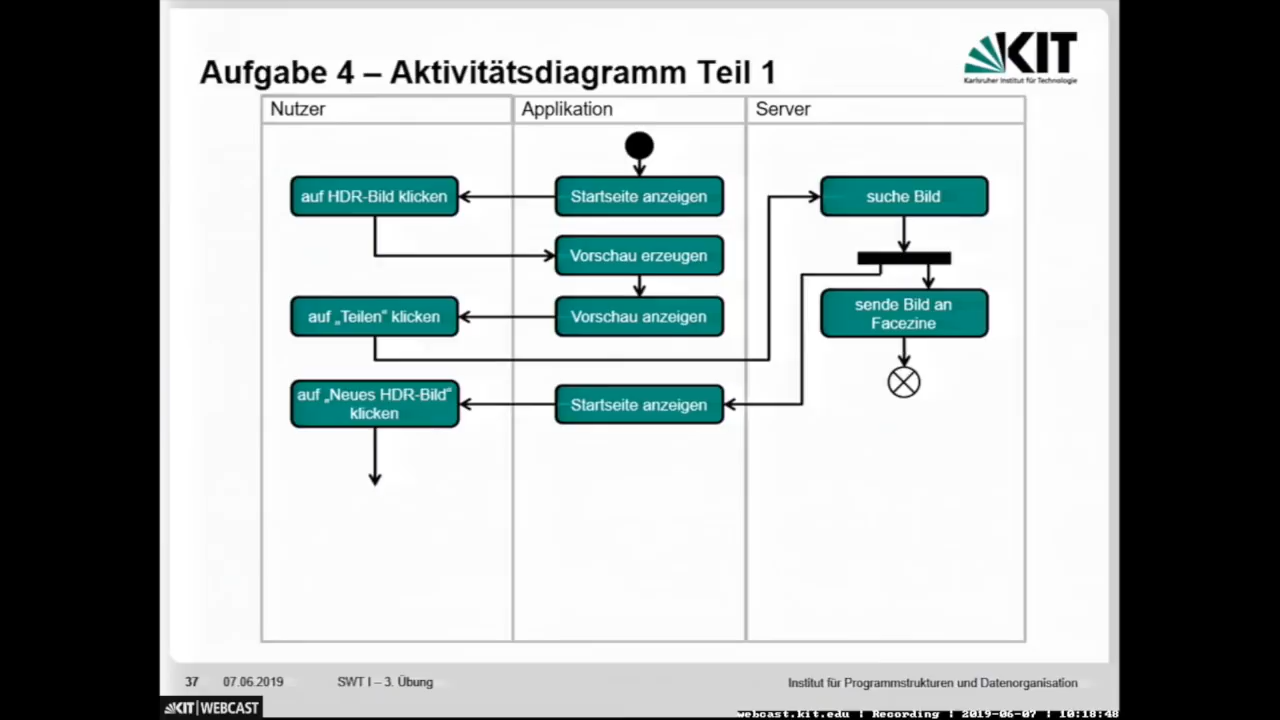 Aufgabe 4 – Aktivitätsdiagramm Teil 1
KIT
Karlsruher Institut für Technologie
Nutzer
Applikation
Server
auf HDR-Bild klicken
Startseite anzeigen
suche Bild
Vorschau erzeugen
auf „Teilen“ klicken
Vorschau anzeigen
sende Bild an
Facezine
auf „Neues HDR-Bild“
klicken
Startseite anzeigen
37 07.06.2019 SWT I – 3. Übung
Institut für Programmstrukturen und Datenorganisation
KIT | WEBCAST
webcast.kit.edu | Recording | 2019-06-07 | 10:18:48